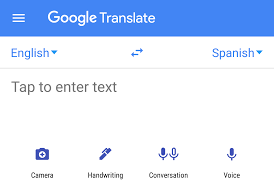 Google Translate
English Spanish
Tap to enter text
Camera Handwriting Conversation Voice